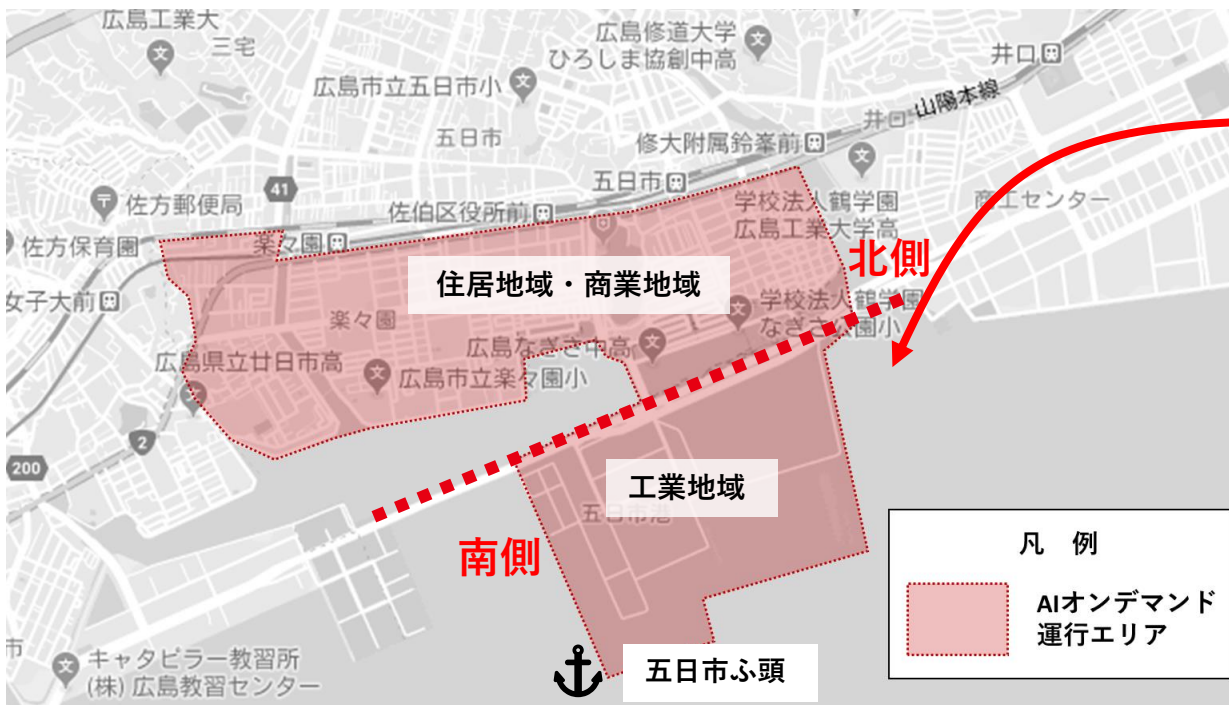 広島工業大
三宅
広島修道大学
ひろしま協創中高
井口
広島市立五日市小
山陽本線
井口
五日市
修大附属鈴峯前
41
五日市
佐方郵便局
佐伯区役所前
学校法人鶴学園
広島工業大学高
商工センター
佐方保育園
楽々園
北側
住居地域・商業地域
女子大前
学校法人鶴学園
なぎさ公園小
楽々園
広島なぎさ中高
広島県立廿日市高
広島市立楽々園小
2
200
工業地域
五日市港
南側
凡 例
AIオンデマンド
運行エリア
市
キャタピラー教習所
(株) 広島教習センター
五日市ふ頭